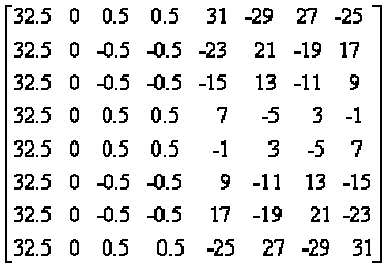 32.5 0 0.5 0.5 31 -29 27 -25
32.5 0 -0.5 -0.5 -23 21 -19 17
32.5 0 -0.5 -0.5 -15 13 -11 9
32.5 0 0.5 0.5 7 -5 3 -1
32.5 0 0.5 0.5 -1 3 -5 7
32.5 0 -0.5 -0.5 9 -11 13 -15
32.5 0 -0.5 -0.5 17 -19 21 -23
32.5 0 0.5 0.5 -25 27 -29 31